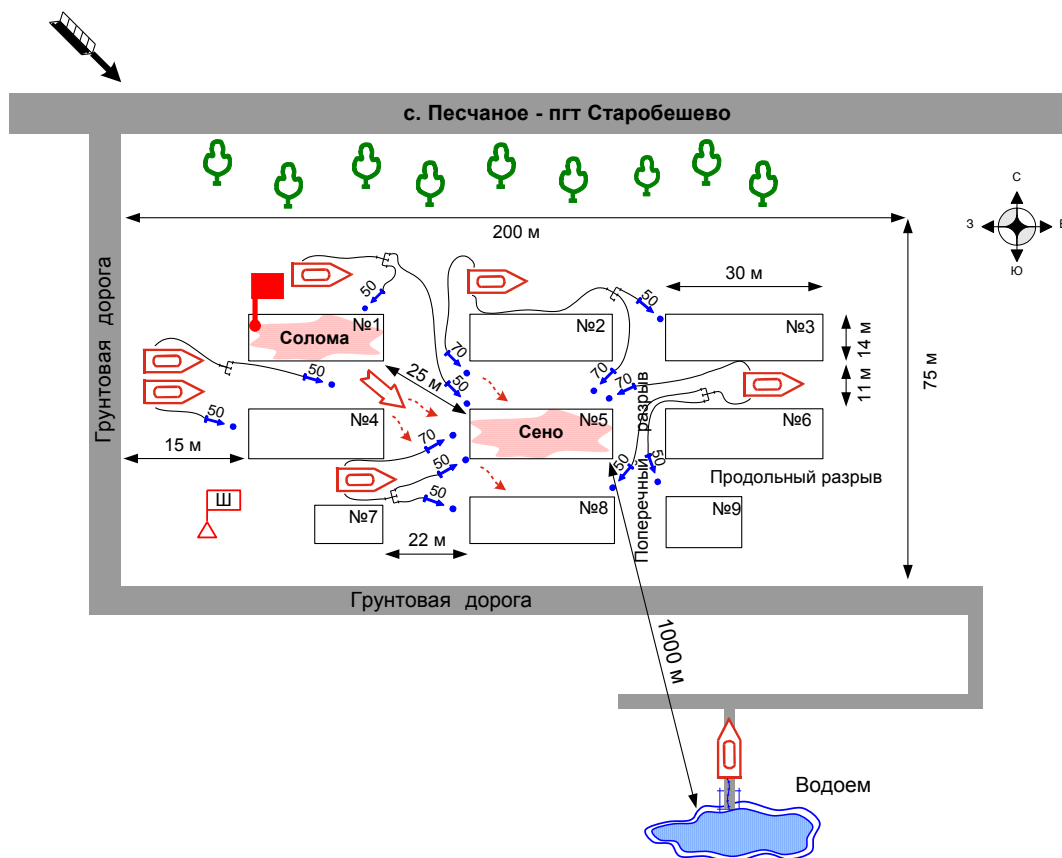 с. Песчаное - пгт Старобешево
С
З
В
Ю
200 м
30 м
50
50
№1
№2
№3
Солома
14 м
75 м
Грунтовая дорога
70
50
25 м
50
70
70
11 м
50
№4
№5
№6
Сено
15 м
70
50
50
50
50
Поперечный разрыв
Продольный разрыв
Ш
№7
№8
№9
22 м
Грунтовая дорога
1000 м
Водоем